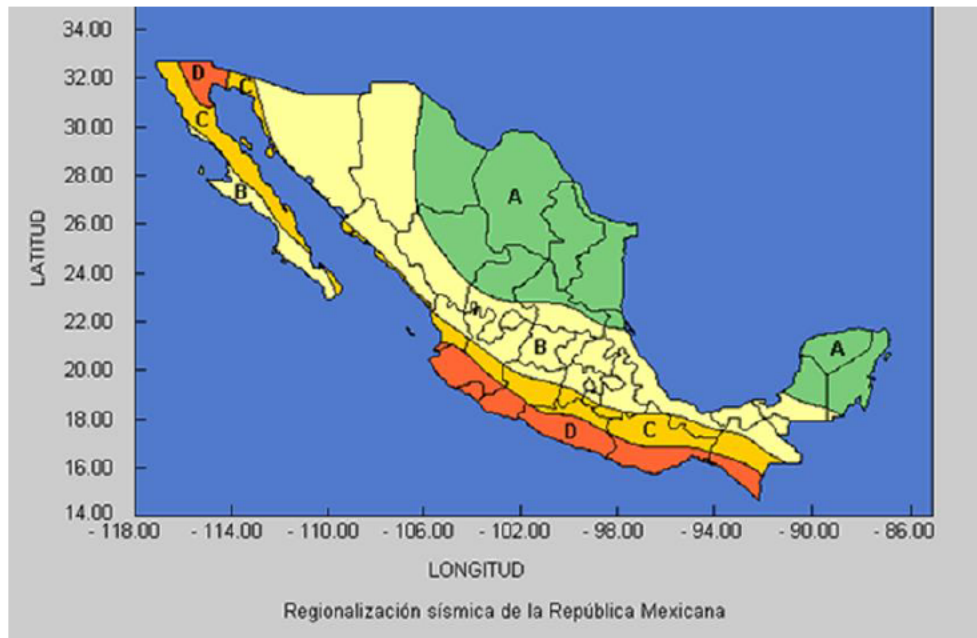 34.00
32.00
30.00
28.00
26.00
24.00
22.00
20.00
18.00
16.00
14.00
LATITUD
D
C
C
B
A
B
A
D
C
- 118.00 - 114.00 - 110.00 - 106.00 - 102.00 - 98.00 - 94.00 - 90.00 - 86.00
LONGITUD
Regionalización sísmica de la República Mexicana